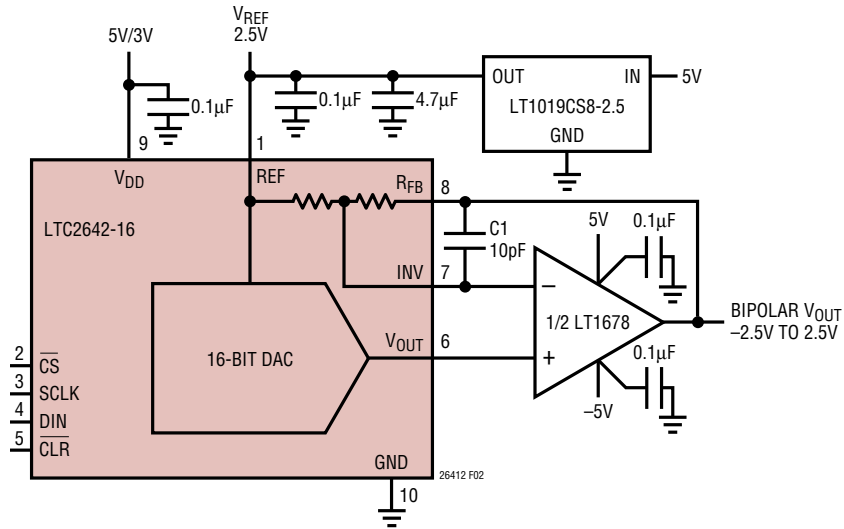 5V/3V
VREF
2.5V
0.1µF
0.1µF
4.7µF
OUT
IN
5V
LT1019CS8-2.5
GND
9
1
VDD
REF
RFB
8
LTC2642-16
C1
10pF
INV
7
5V
0.1µF
–
1/2 LT1678
+
BIPOLAR VOUT
–2.5V TO 2.5V
16-BIT DAC
VOUT
6
0.1µF
–5V
2
CS
3
SCLK
4
DIN
5
CLR
GND
10
26412 F02